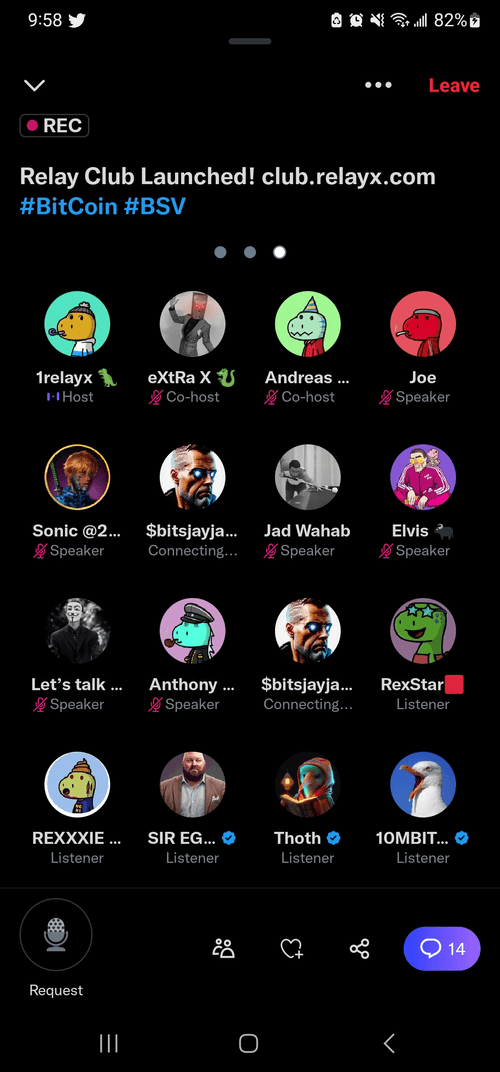 9:58 82%
Leave
REC
Relay Club Launched! club.relayx.com
#BitCoin #BSV
1relayx eXtRa X Andreas ... Joe
Host Co-host Co-host Speaker
Sonic @2... $bitsjayja... Jad Wahab Elvis
Speaker Connecting... Speaker Speaker
Let's talk ... Anthony ... $bitsjayja... RexStar
Speaker Speaker Connecting... Listener
REXXXIE ... SIR EG... Thoth 10MBIT...
Listener Listener Listener Listener
14
Request